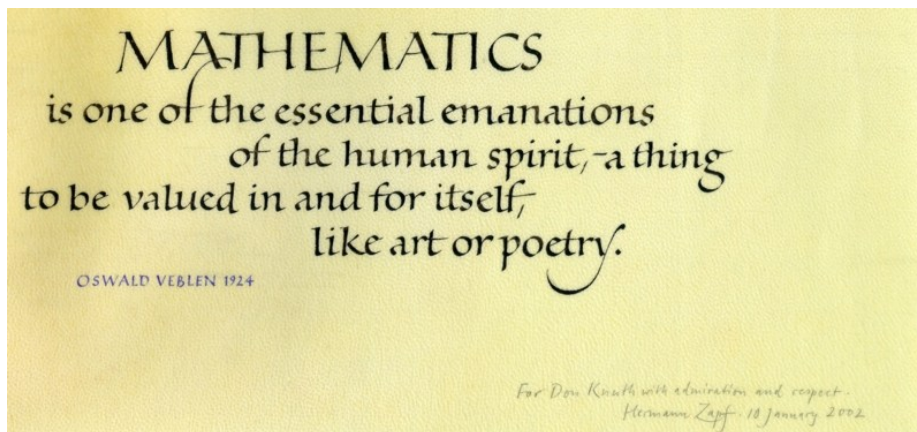 MATHEMATICS
is one of the essential emanations
of the human spirit,-a thing
to be valued in and for itself,
like art or poetry.
OSWALD VEBLEN 1924
For Don Knuth with admiration and respect.
Hermann Zapf. 10 January 2002